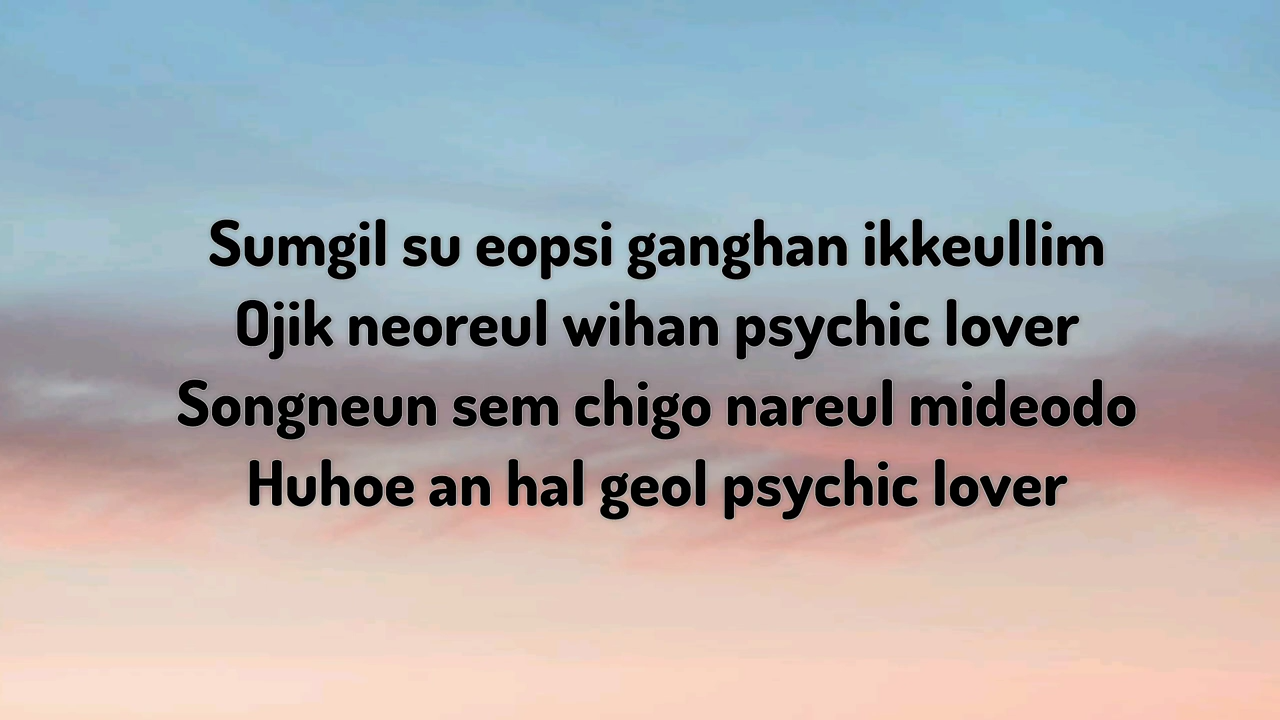 Sumgil su eopsi ganghan ikkeullim
Ojik neoreul wihan psychic lover
Songneun sem chigo nareul mideodo
Huhoe an hal geol psychic lover